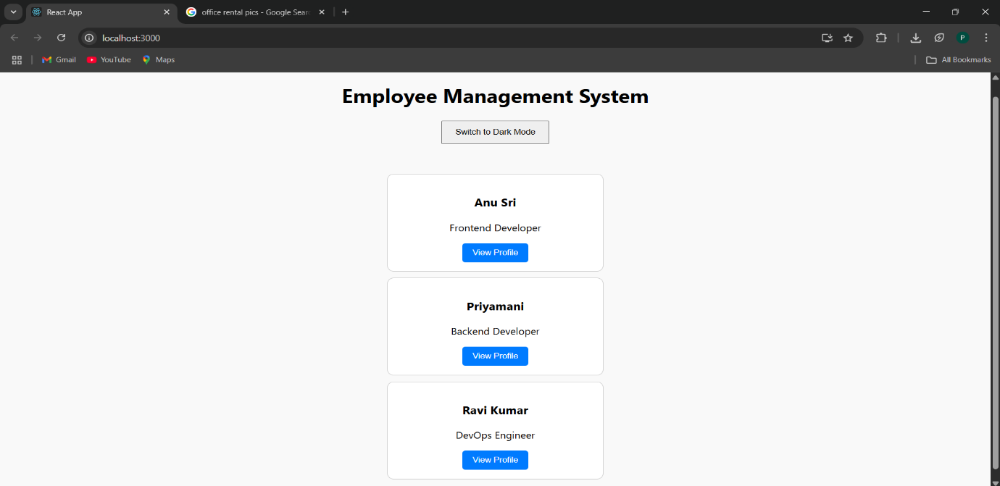 React App
office rental pics - Google Sear
localhost:3000
P
Gmail
YouTube
Maps
All Bookmarks
Employee Management System
Switch to Dark Mode
Anu Sri
Frontend Developer
View Profile
Priyamani
Backend Developer
View Profile
Ravi Kumar
DevOps Engineer
View Profile